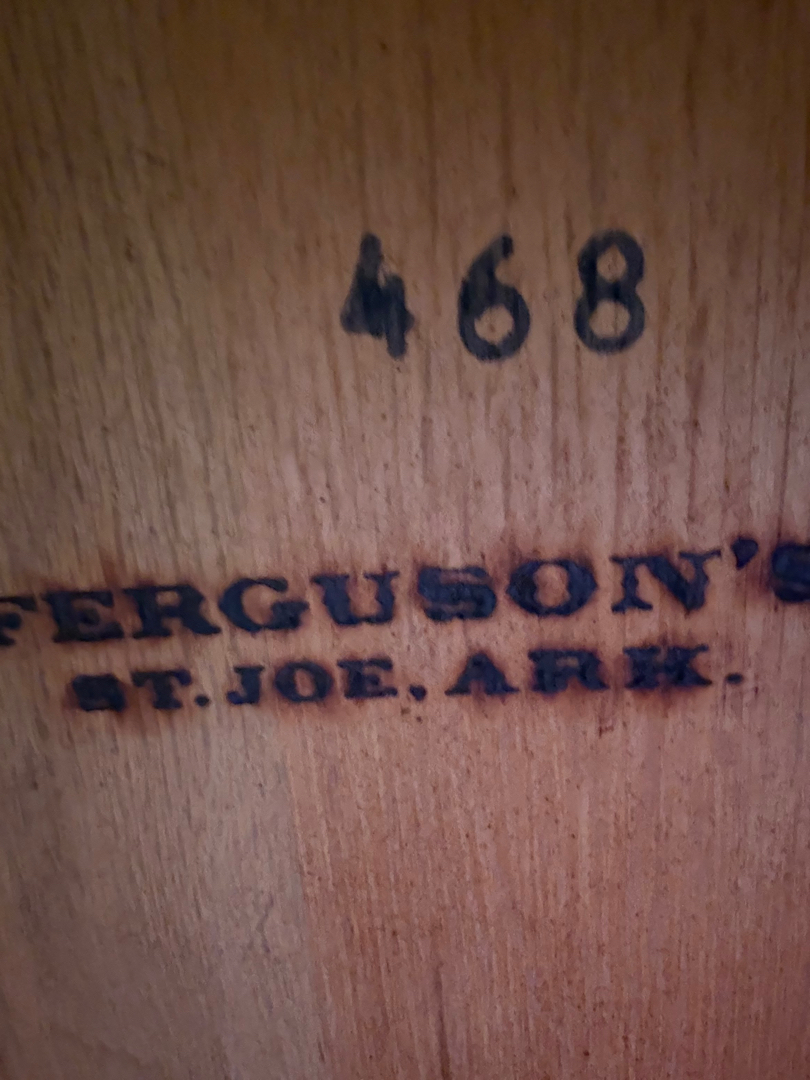 468
FERGUSON'S
ST. JOE, ARK.